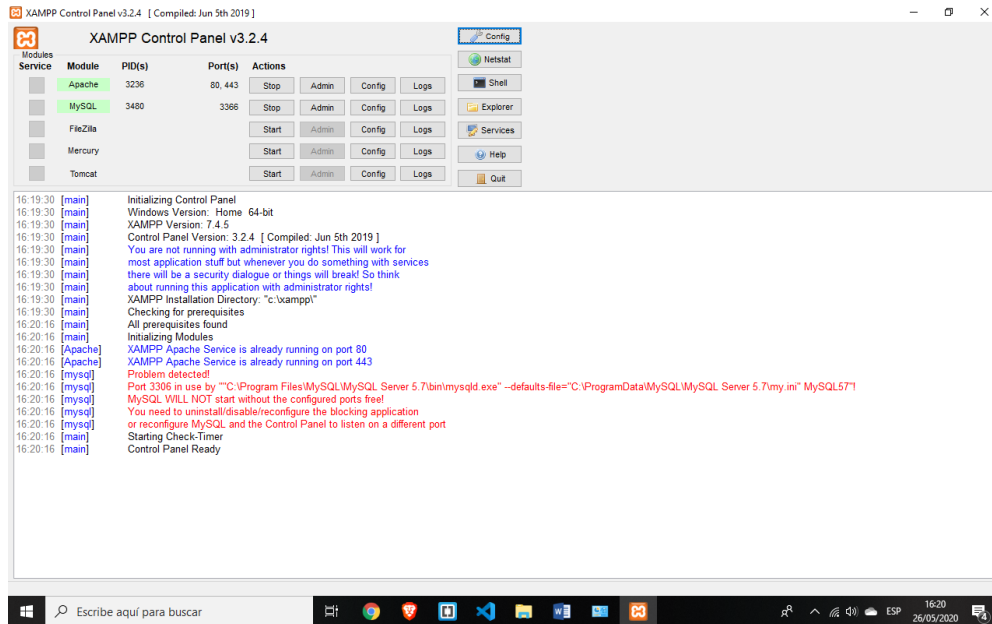 XAMPP Control Panel v3.2.4 [ Compiled: Jun 5th 2019 ]
XAMPP Control Panel v3.2.4
Modules
Service Module PID(s) Port(s) Actions
Apache 3236 80, 443 Stop Admin Config Logs
MySQL 3480 3366 Stop Admin Config Logs
FileZilla Start Admin Config Logs
Mercury Start Admin Config Logs
Tomcat Start Admin Config Logs
Config
Netstat
Shell
Explorer
Services
Help
Quit
16:19:30 [main] Initializing Control Panel
16:19:30 [main] Windows Version: Home 64-bit
16:19:30 [main] XAMPP Version: 7.4.5
16:19:30 [main] Control Panel Version: 3.2.4 [ Compiled: Jun 5th 2019 ]
16:19:30 [main] You are not running with administrator rights! This will work for
16:19:30 [main] most application stuff but whenever you do something with services
16:19:30 [main] there will be a security dialogue or things will break! So think
16:19:30 [main] about running this application with administrator rights!
16:19:30 [main] XAMPP Installation Directory: "c:\xampp\"
16:19:30 [main] Checking for prerequisites
16:20:16 [main] All prerequisites found
16:20:16 [main] Initializing Modules
16:20:16 [Apache] XAMPP Apache Service is already running on port 80
16:20:16 [Apache] XAMPP Apache Service is already running on port 443
16:20:16 [mysql] Problem detected!
16:20:16 [mysql] Port 3306 in use by ""C:\Program Files\MySQL\MySQL Server 5.7\bin\mysqld.exe" --defaults-file="C:\ProgramData\MySQL\MySQL Server 5.7\my.ini" MySQL57"!
16:20:16 [mysql] MySQL WILL NOT start without the configured ports free!
16:20:16 [mysql] You need to uninstall/disable/reconfigure the blocking application
16:20:16 [mysql] or reconfigure MySQL and the Control Panel to listen on a different port
16:20:16 [main] Starting Check-Timer
16:20:16 [main] Control Panel Ready
Escribe aquí para buscar
ESP
16:20
26/05/2020
4